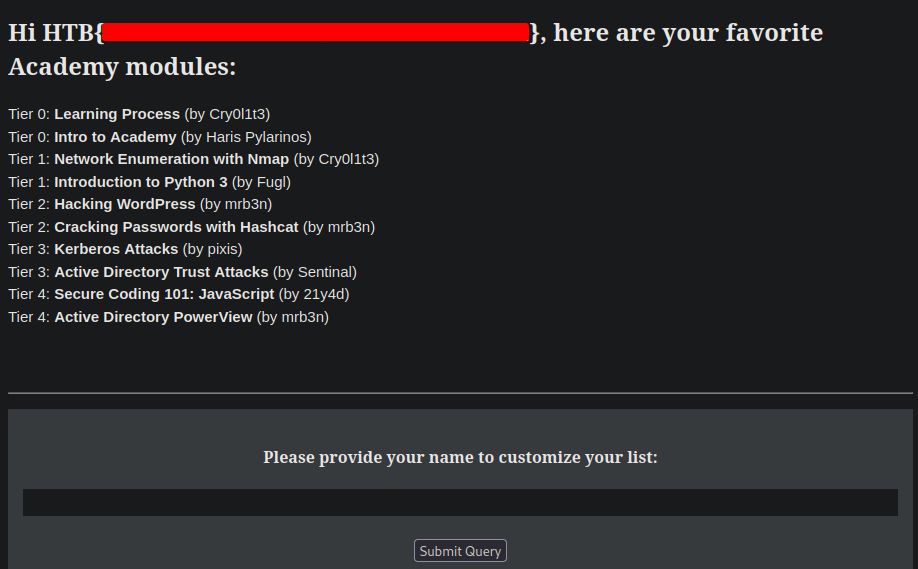 Hi HTB{}, here are your favorite
Academy modules:
Tier 0: Learning Process (by Cry0l1t3)
Tier 0: Intro to Academy (by Haris Pylarinos)
Tier 1: Network Enumeration with Nmap (by Cry0l1t3)
Tier 1: Introduction to Python 3 (by Fugl)
Tier 2: Hacking WordPress (by mrb3n)
Tier 2: Cracking Passwords with Hashcat (by mrb3n)
Tier 3: Kerberos Attacks (by pixis)
Tier 3: Active Directory Trust Attacks (by Sentinal)
Tier 4: Secure Coding 101: JavaScript (by 21y4d)
Tier 4: Active Directory PowerView (by mrb3n)
Please provide your name to customize your list:
Submit Query